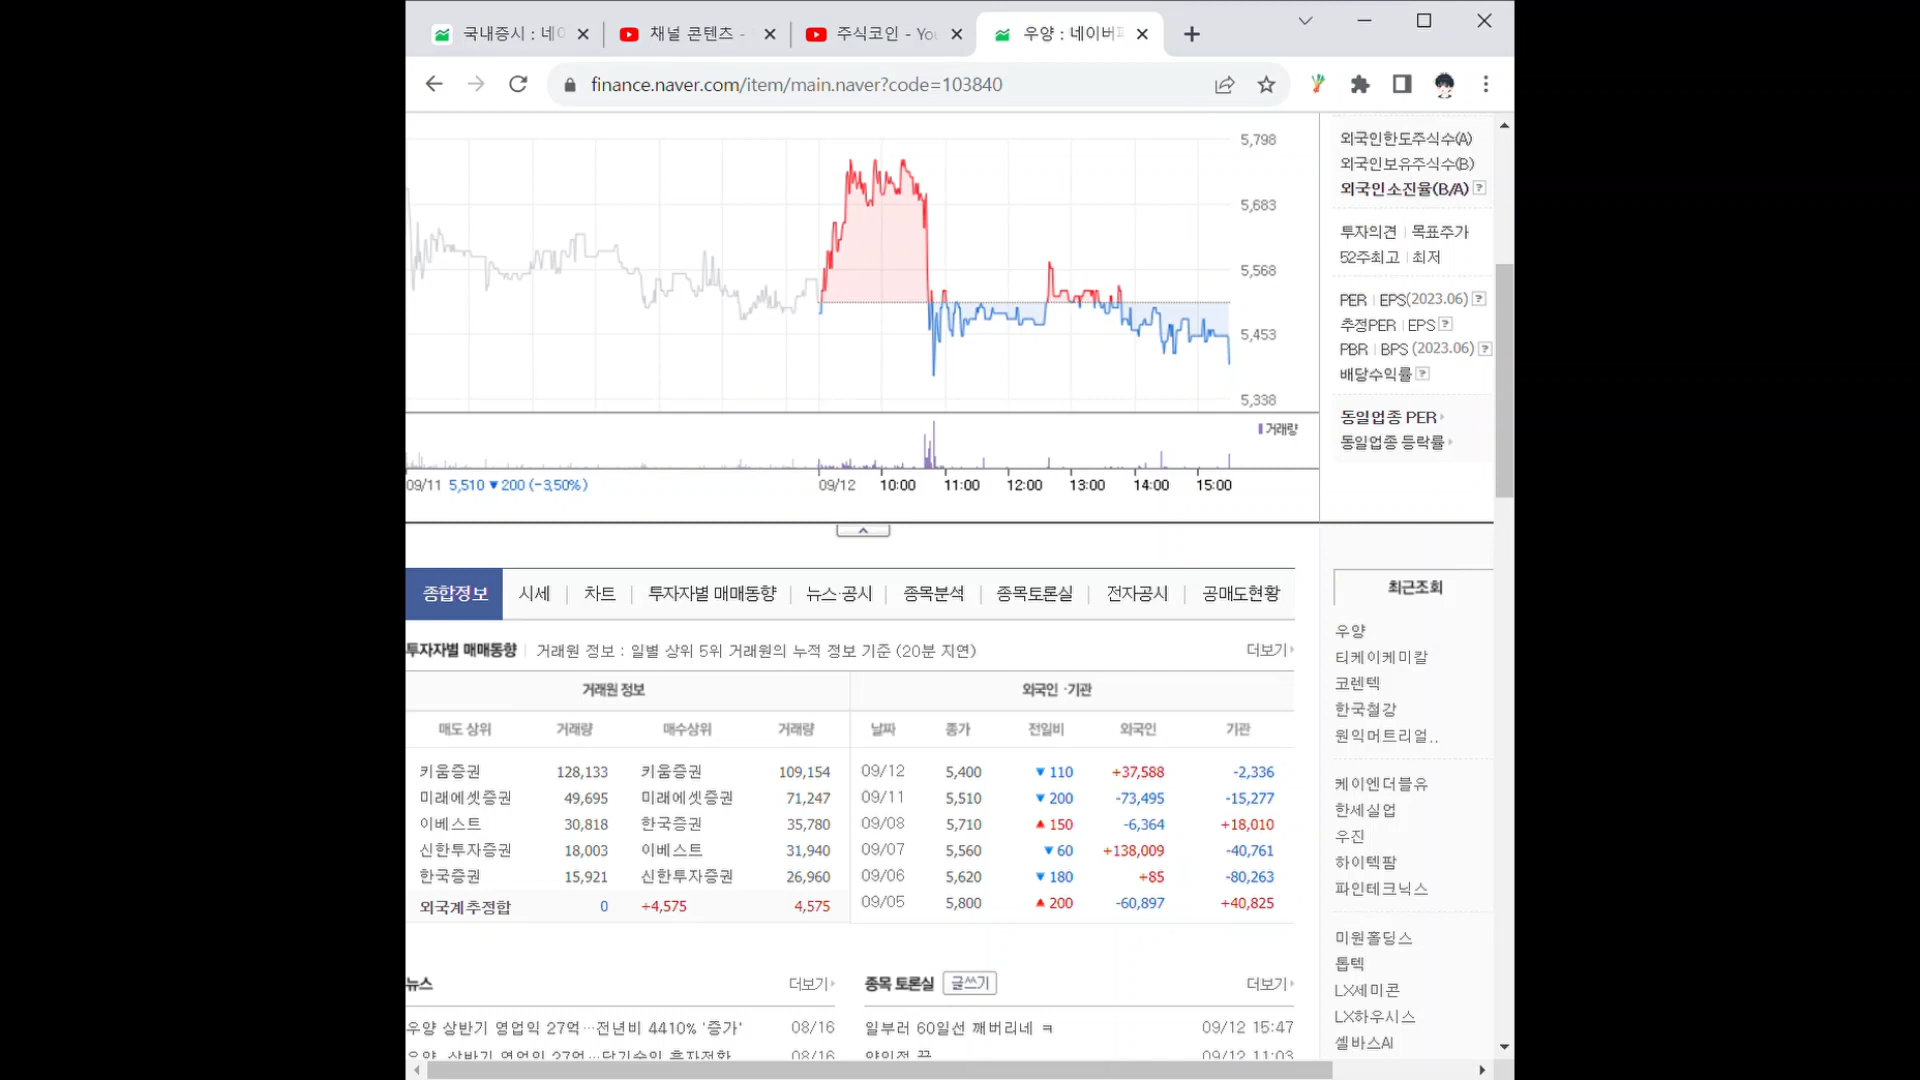 국내증시 : 네이
채널 콘텐츠 -
주식코인 - You
우양 : 네이버파
finance.naver.com/item/main.naver?code=103840
5,798
5,683
5,568
5,453
5,338
거래량
09/11 5,510 ▼ 200 (-3,50%)
09/12 10:00 11:00 12:00 13:00 14:00 15:00
외국인한도주식수(A)
외국인보유주식수(B)
외국인소진율(B/A) ?
투자의견 | 목표주가
52주최고 | 최저
PER | EPS(2023.06) ?
추정PER | EPS ?
PBR | BPS (2023.06) ?
배당수익률 ?
동일업종 PER
동일업종 등락률
종합정보 시세 차트 투자자별 매매동향 뉴스·공시 종목분석 종목토론실 전자공시 공매도현황
투자자별 매매동향 거래원 정보 : 일별 상위 5위 거래원의 누적 정보 기준 (20분 지연) 더보기
거래원 정보 외국인·기관
매도 상위 거래량 매수상위 거래량 날짜 종가 전일비 외국인 기관
키움증권 128,133 키움증권 109,154 09/12 5,400 ▼ 110 +37,588 -2,336
미래에셋증권 49,695 미래에셋증권 71,247 09/11 5,510 ▼ 200 -73,495 -15,277
이베스트 30,818 한국증권 35,780 09/08 5,710 ▲ 150 -6,364 +18,010
신한투자증권 18,003 이베스트 31,940 09/07 5,560 ▼ 60 +138,009 -40,761
한국증권 15,921 신한투자증권 26,960 09/06 5,620 ▼ 180 +85 -80,263
외국계추정합 0 +4,575 4,575 09/05 5,800 ▲ 200 -60,897 +40,825
뉴스 더보기
우양 상반기 영업익 27억…전년비 4410% '증가' 08/16
우양, 상반기 영업익 27억…당기순익 흑자전환 08/16
종목 토론실 글쓰기 더보기
일부러 60일선 깨버리네 ㅋ 09/12 15:47
09/12 11:03
최근조회
우양
티케이케미칼
코렌텍
한국철강
원익머트리얼..
케이엔더블유
한세실업
우진
하이텍팜
파인테크닉스
미원홀딩스
톱텍
LX세미콘
LX하우시스
셀바스AI